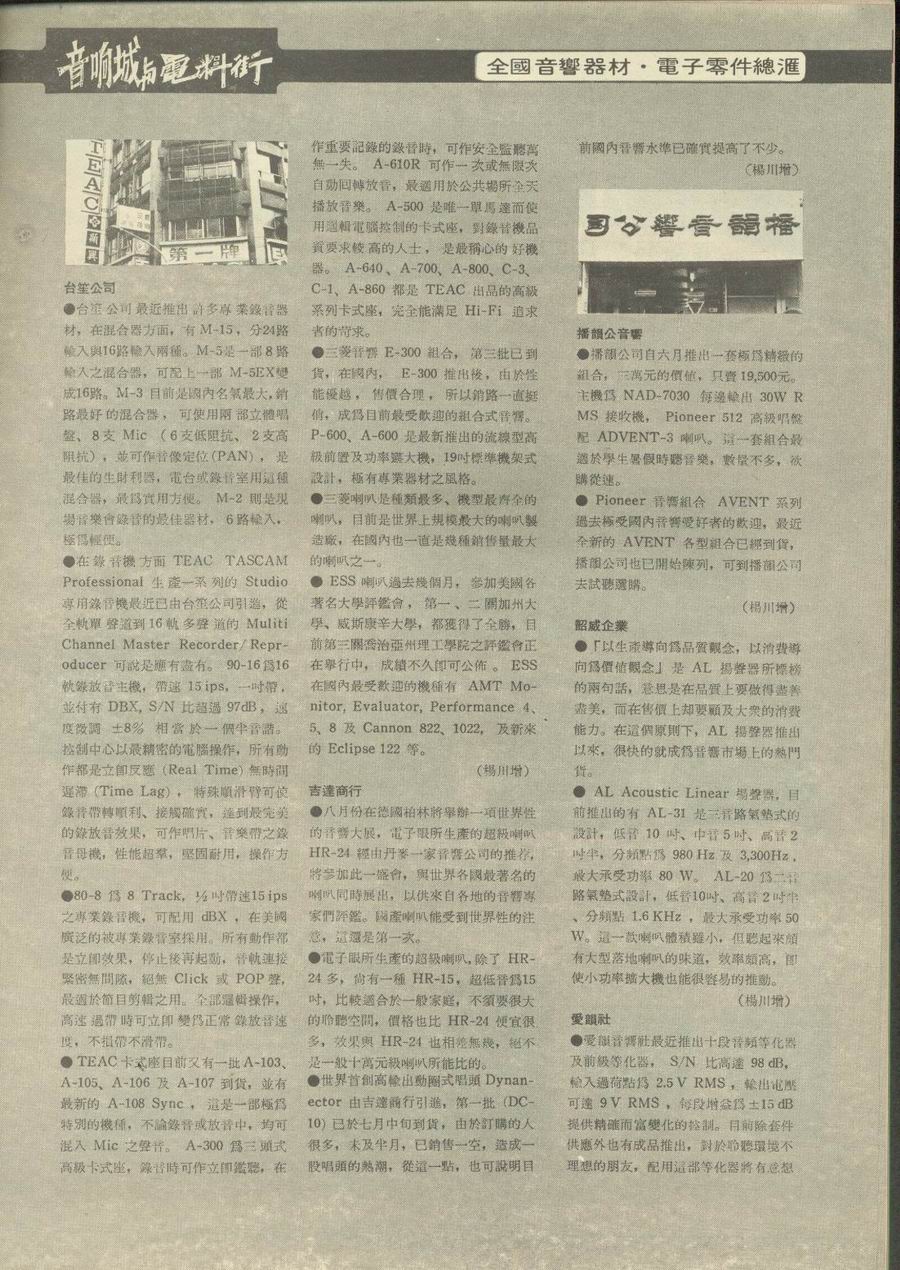 音响城與電料街
全國音響器材・電子零件總滙
TEAC
第一牌
台笙公司
●台笙公司最近推出許多專業錄音器
材，在混合器方面，有 M-15，分24路
輸入與16路輸入兩種。M-5是一部8路
輸入之混合器，可配上一部 M-5EX變
成16路。M-3 目前是國內名氣最大，銷
路最好的混合器，可使用兩部立體唱
盤、8支 Mic （6支低阻抗、2支高
阻抗），並可作音像定位(PAN)，是
最佳的生財利器，電台或錄音室用這種
混合器，最爲實用方便。 M-2 則是現
場音樂會錄音的最佳器材，6路輸入，
極爲輕便。
●在錄音機方面 TEAC TASCAM
Professional 生產一系列的 Studio
專用錄音機最近已由台笙公司引進，從
全軌單聲道到16軌多聲道的 Muliti
Channel Master Recorder/Repr-
oducer 可說是應有盡有。 90-16爲16
軌錄放音主機，帶速 15ips，一吋帶，
並付有 DBX, S/N 比超過 97dB，速
度微調 ±8% 相當於一個半音譜。
控制中心以最精密的電腦操作，所有動
作都是立卽反應（Real Time）無時間
遲滯（Time Lag），特殊順滑臂可使
錄音帶轉順利、接觸確實，達到最完美
的錄放音效果，可作唱片、音樂帶之錄
音母機，性能超羣，堅固耐用，操作方
便。
●80-8 爲 8 Track，½吋帶速15ips
之專業錄音機，可配用 dBX ，在美國
廣泛的被專業錄音室採用。所有動作都
是立卽效果，停止後再起動，音軌連接
緊密無間隙，絕無 Click 或 POP聲，
最適於節目剪輯之用。全部邏輯操作，
高速過帶時可立卽變爲正常錄放音速
度，不損帶不滑帶。
● TEAC卡式座目前又有一批A-103、
A-105、A-106 及 A-107 到貨，並有
最新的 A-108 Sync ，這是一部極爲
特別的機種，不論錄音或放音中，均可
混入 Mic 之聲音。 A-300 爲三頭式
高級卡式座，錄音時可作立卽鑑聽，在
作重要記錄的錄音時，可作安全監聽萬
無一失。 A-610R 可作一次或無限次
自動回轉放音，最適用於公共場所全天
播放音樂。 A-500 是唯一單馬達而使
用邏輯電腦控制的卡式座，對錄音機品
質要求較高的人士，是最稱心的好機
器。 A-640、A-700、A-800、C-3、
C-1、A-860 都是 TEAC 出品的高級
系列卡式座，完全能滿足 Hi-Fi 追求
者的苛求。
●三菱音響 E-300 組合，第三批已到
貨，在國內， E-300 推出後，由於性
能優越，售價合理，所以銷路一直挺
俏，成爲目前最受歡迎的組合式音響。
P-600、A-600 是最新推出的流線型高
級前置及功率擴大機，19吋標準機架式
設計，極有專業器材之風格。
●三菱喇叭是種類最多、機型最齊全的
喇叭，目前是世界上規模最大的喇叭製
造廠，在國內也一直是幾種銷售量最大
的喇叭之一。
● ESS 喇叭過去幾個月，參加美國各
著名大學評鑑會，第一、二關加州大
學、威斯康辛大學，都獲得了全勝，目
前第三關喬治亞州理工學院之評鑑會正
在擧行中，成績不久卽可公佈。 ESS
在國內最受歡迎的機種有 AMT Mo-
nitor, Evaluator, Performance 4、
5、8 及 Cannon 822、1022，及新來
的 Eclipse 122 等。
（楊川增）
吉達商行
●八月份在德國柏林將擧辦一項世界性
的音響大展，電子眼所生產的超級喇叭
HR-24 經由丹麥一家音響公司的推荐，
將參加此一盛會，與世界各國最著名的
喇叭同時展出，以供來自各地的音響專
家們評鑑。國產喇叭能受到世界性的注
意，這還是第一次。
●電子眼所生產的超級喇叭，除了 HR-
24多，尙有一種 HR-15，超低音爲15
吋，比較適合於一般家庭，不須要很大
的聆聽空間，價格也比 HR-24 便宜很
多，效果與 HR-24 也相差無幾，絕不
是一般十萬元級喇叭所能比的。
●世界首創高輸出動圈式唱頭 Dynan-
ector 由吉達商行引進，第一批（DC-
10）已於七月中旬到貨，由於訂購的人
很多，未及半月，已銷售一空，造成一
股唱頭的熱潮，從這一點，也可說明目
前國內音響水準已確實提高了不少。
（楊川增）
司公響音韻播
播韻公音響
●播韻公司自六月推出一套極爲精緻的
組合，三萬元的價值，只賣19,500元。
主機爲 NAD-7030 每邊輸出 30W R
MS 接收機， Pioneer 512 高級唱盤
配 ADVENT-3 喇叭。這一套組合最
適於學生暑假時聽音樂，數量不多，欲
購從速。
● Pioneer 音響組合 AVENT 系列
過去極受國內音響愛好者的歡迎，最近
全新的 AVENT 各型組合已經到貨，
播韻公司也已開始陳列，可到播韻公司
去試聽選購。
（楊川增）
韶威企業
●「以生產導向爲品質觀念，以消費導
向爲價值觀念」是 AL 揚聲器所標榜
的兩句話，意思是在品質上要做得盡善
盡美，而在售價上却要顧及大衆的消費
能力。在這個原則下， AL 揚聲器推出
以來，很快的就成爲音響市場上的熱門
貨。
● AL Acoustic Linear 揚聲器，目
前推出的有 AL-31 是三音路氣墊式的
設計，低音 10 吋、中音5吋、高音2
吋半，分頻點爲 980Hz 及 3,300Hz，
最大承受功率 80 W。 AL-20 爲二音
路氣墊式設計，低音10吋、高音2吋半
、分頻點 1.6KHz ，最大承受功率50
W。這一款喇叭體積雖小，但聽起來頗
有大型落地喇叭的味道，效率頗高，卽
使小功率擴大機也能很容易的推動。
（楊川增）
愛韻社
●愛韻音響社最近推出十段音頻等化器
及前級等化器， S/N 比高達 98dB，
輸入過荷點爲 2.5V RMS ，輸出電壓
可達 9V RMS ，每段增益爲±15dB
提供精確而富變化的控制。目前除套件
供應外也有成品推出，對於聆聽環境不
理想的朋友，配用這部等化器將有意想